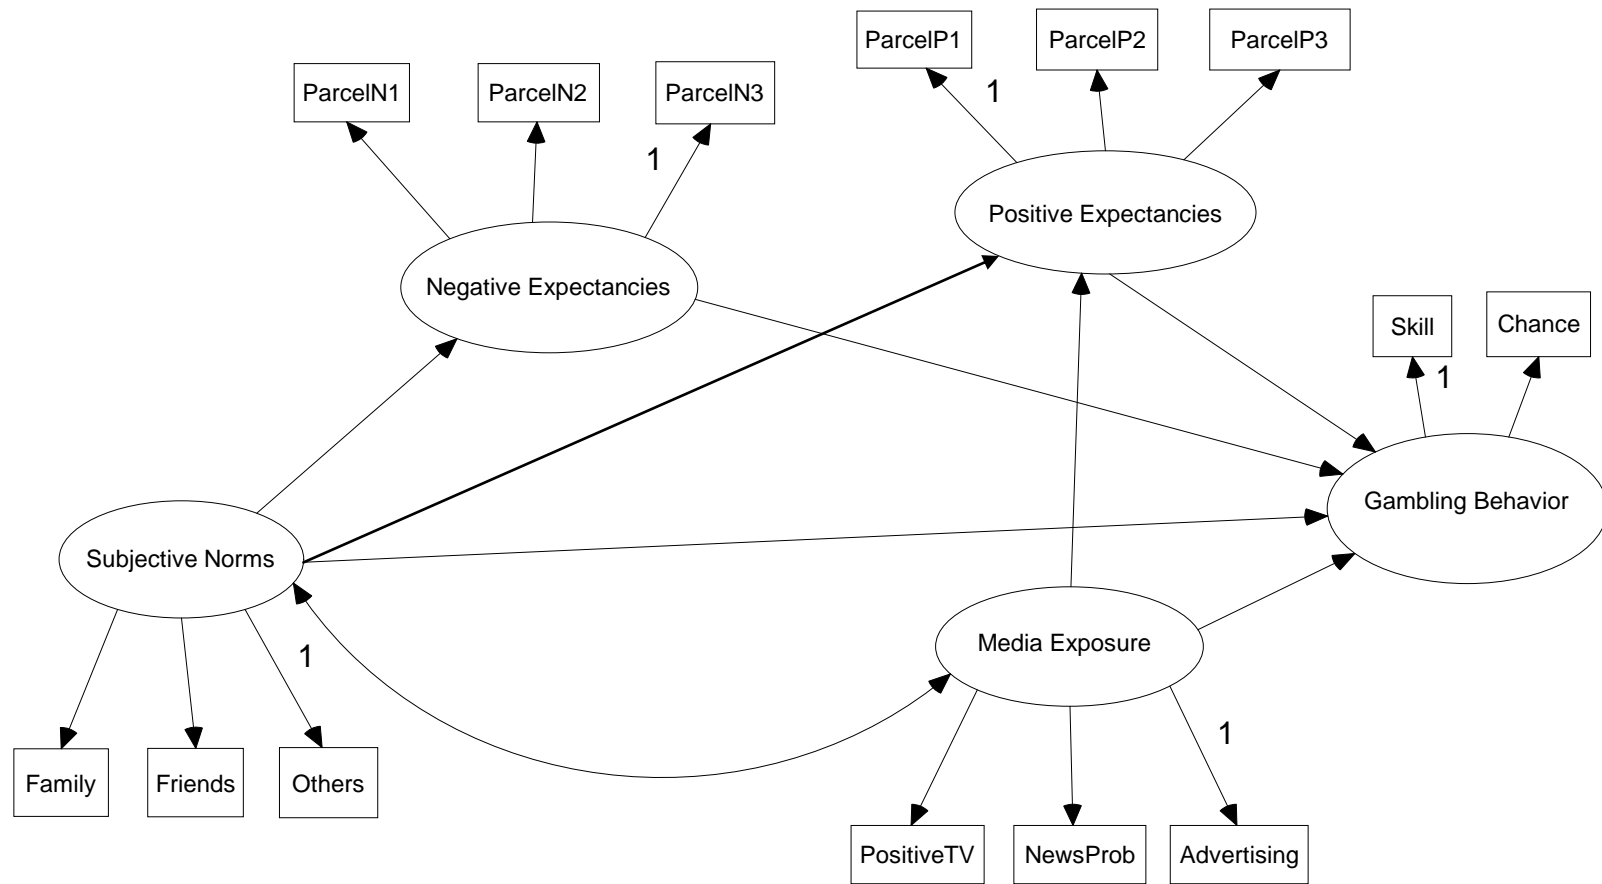 ParcelP1
ParcelP2
ParcelP3
ParcelN1
ParcelN2
ParcelN3
1
1
Positive Expectancies
Negative Expectancies
Skill
Chance
1
Gambling Behavior
Subjective Norms
Media Exposure
1
1
Family
Friends
Others
PositiveTV
NewsProb
Advertising